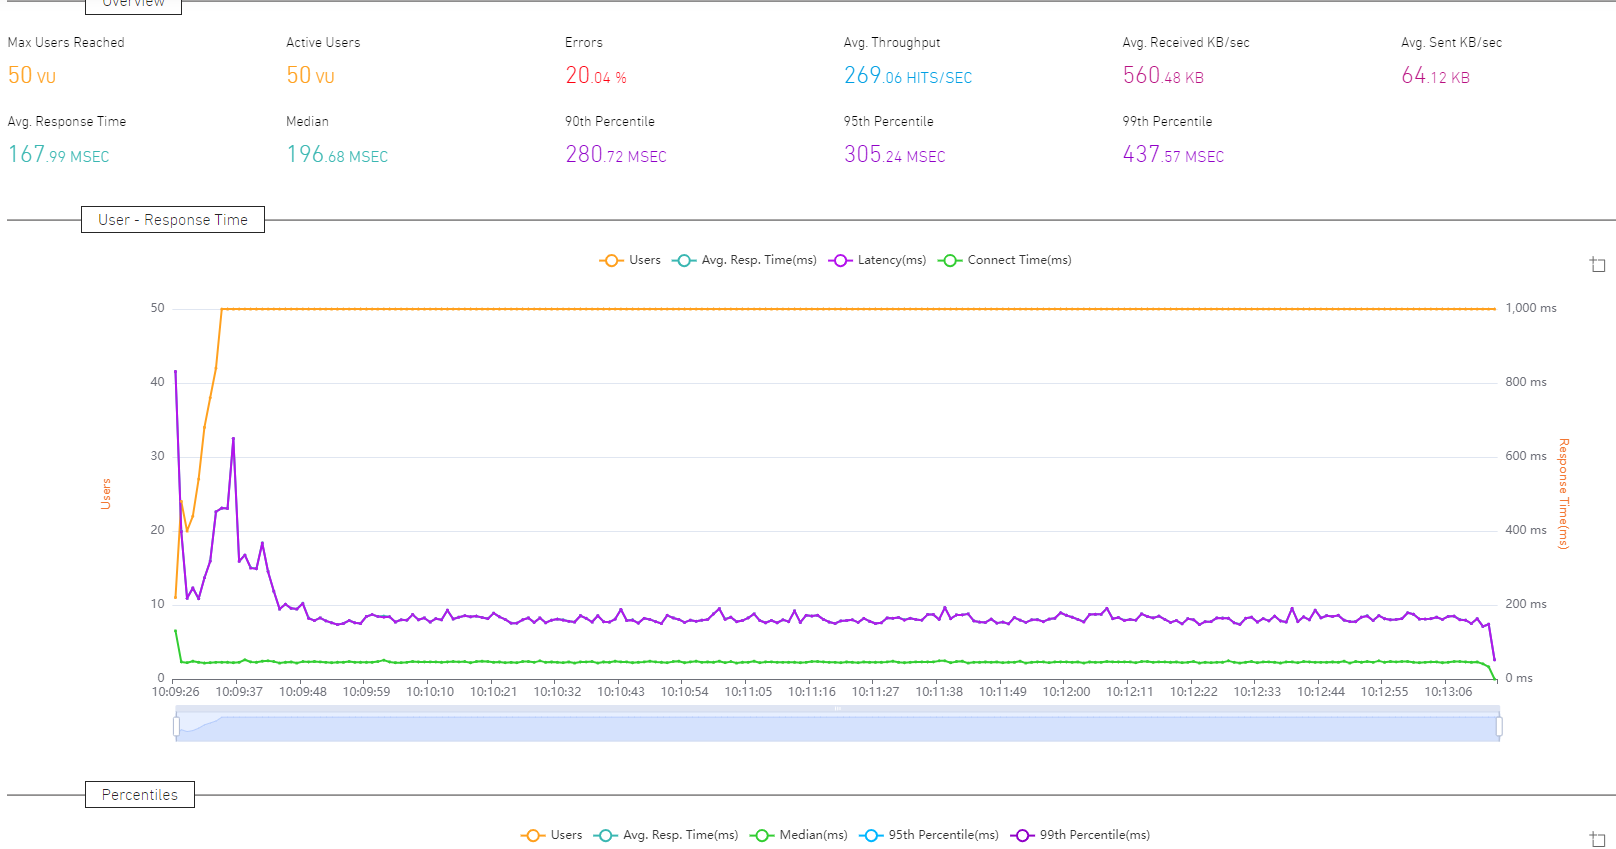 Overview
Max Users Reached Active Users Errors Avg. Throughput Avg. Received KB/sec Avg. Sent KB/sec
50 VU 50 VU 20.04 % 269.06 HITS/SEC 560.48 KB 64.12 KB
Avg. Response Time Median 90th Percentile 95th Percentile 99th Percentile
167.99 MSEC 196.68 MSEC 280.72 MSEC 305.24 MSEC 437.57 MSEC
User - Response Time
Users Avg. Resp. Time(ms) Latency(ms) Connect Time(ms)
50 1,000 ms
40 800 ms
30 600 ms
Users
Response Time(ms)
20 400 ms
10 200 ms
0 0 ms
10:09:26 10:09:37 10:09:48 10:09:59 10:10:10 10:10:21 10:10:32 10:10:43 10:10:54 10:11:05 10:11:16 10:11:27 10:11:38 10:11:49 10:12:00 10:12:11 10:12:22 10:12:33 10:12:44 10:12:55 10:13:06
Percentiles
Users Avg. Resp. Time(ms) Median(ms) 95th Percentile(ms) 99th Percentile(ms)